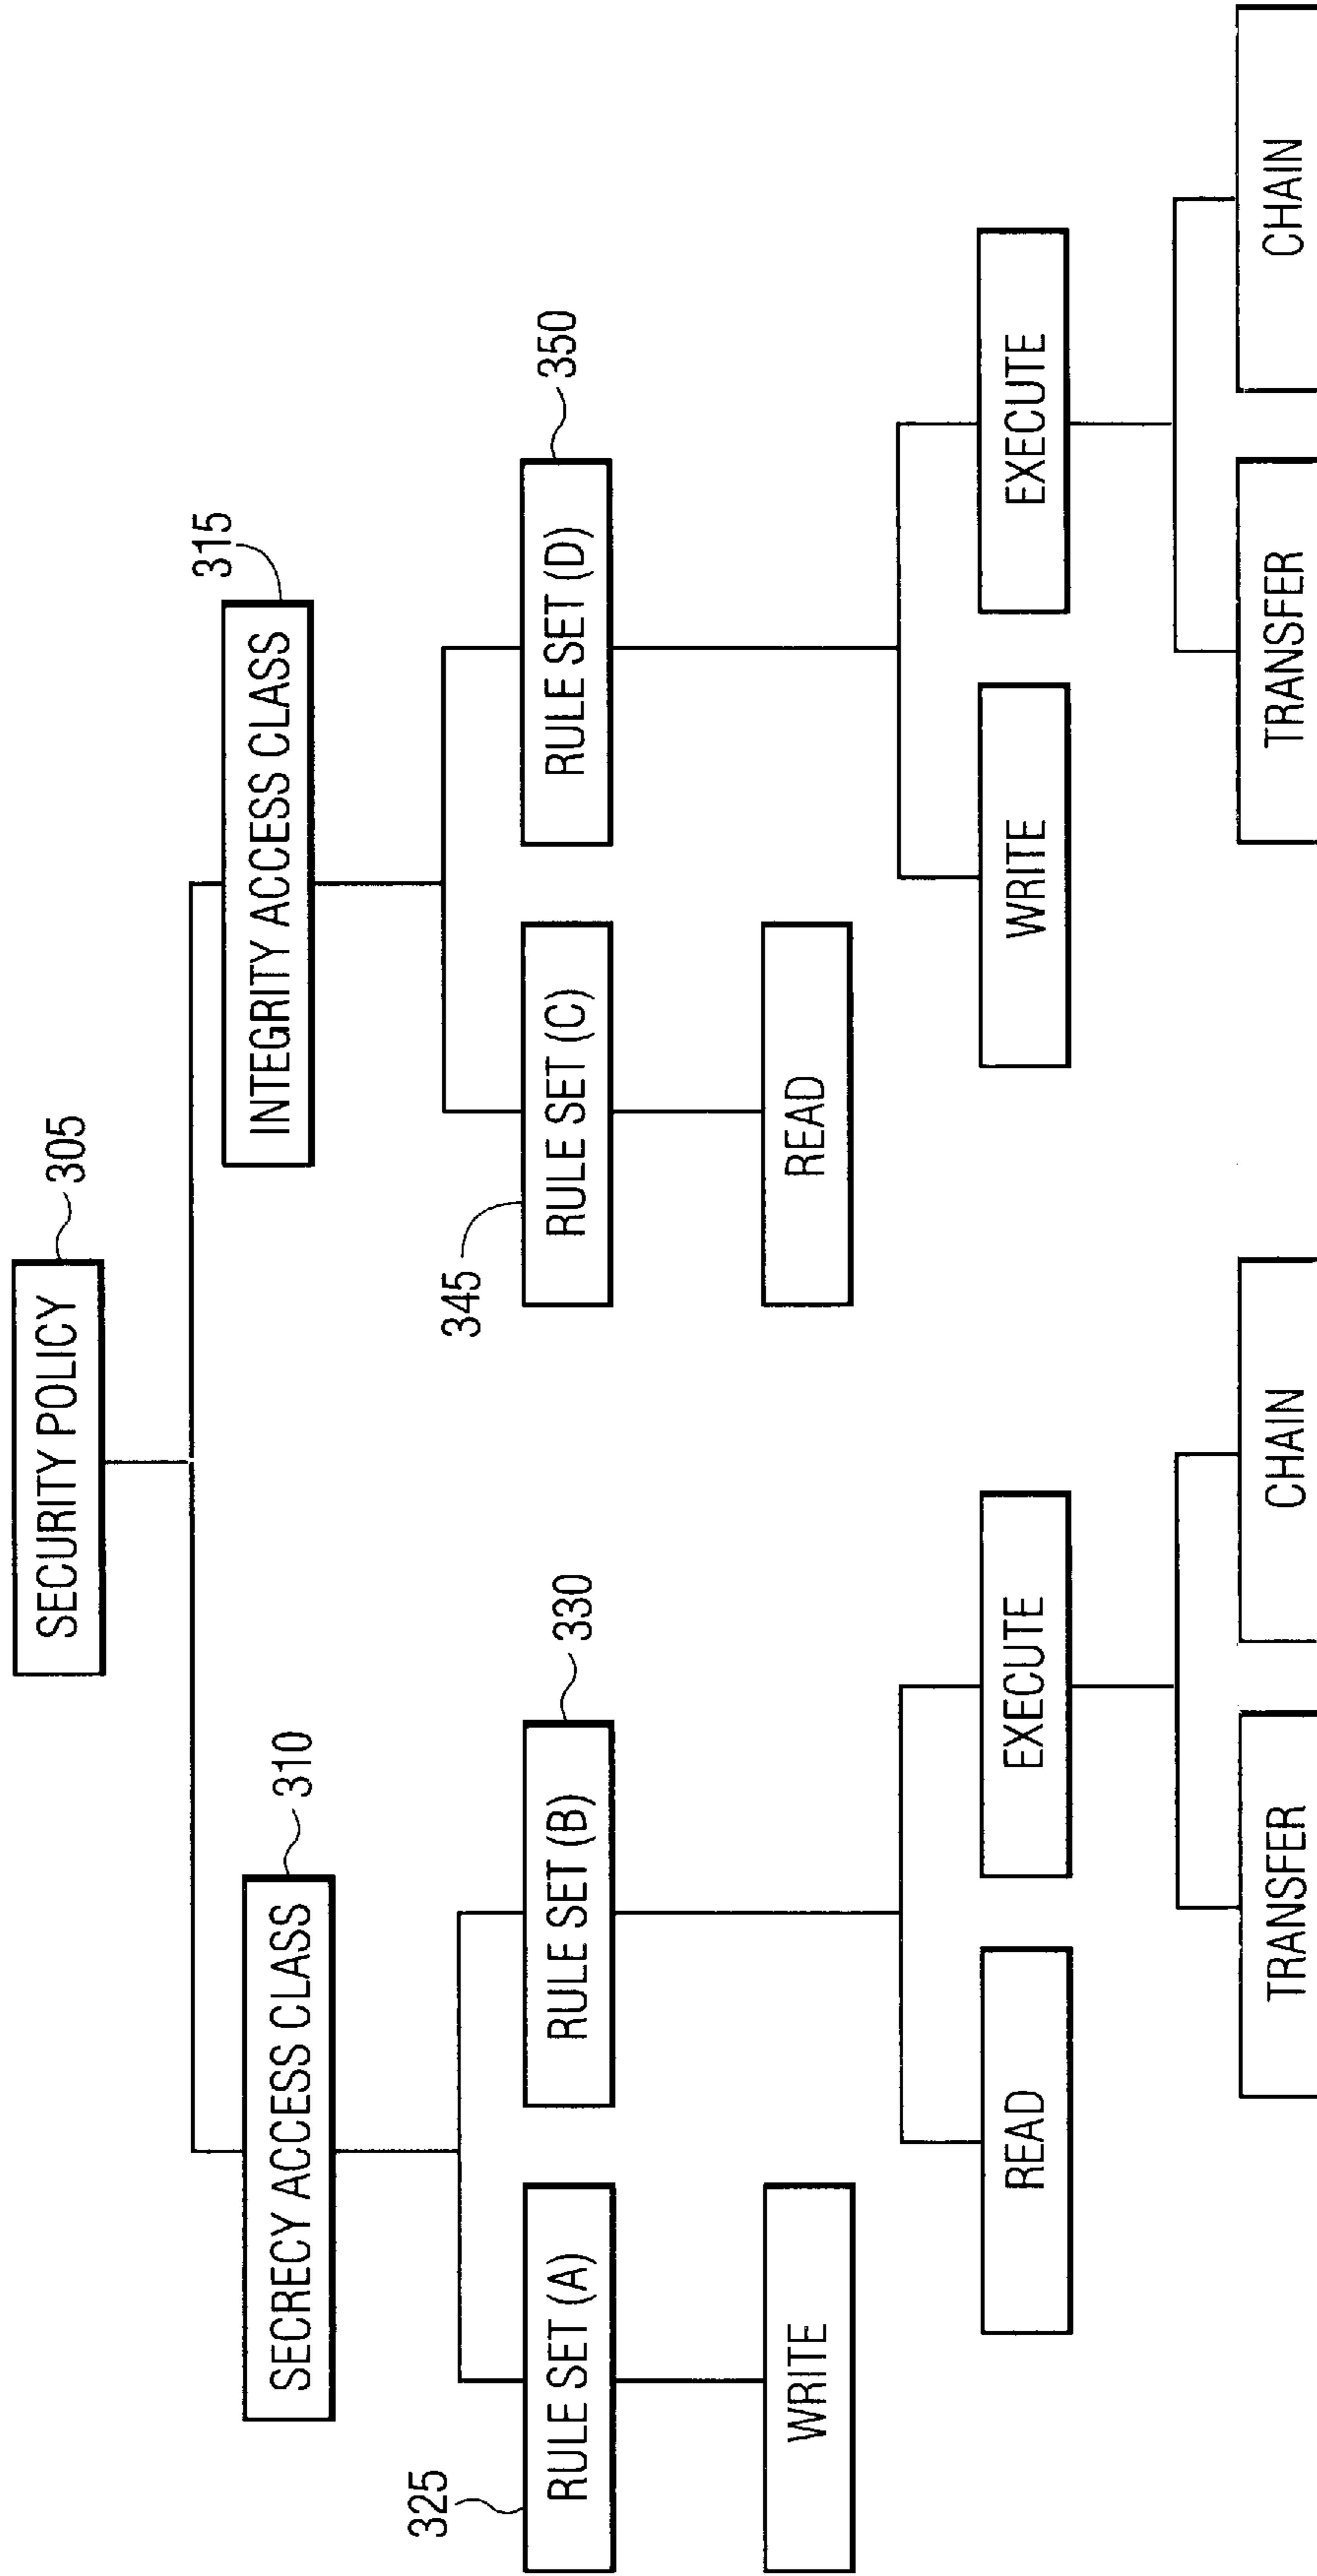 SECURITY POLICY
305
SECRECY ACCESS CLASS
310
INTEGRITY ACCESS CLASS
315
325
RULE SET (A)
RULE SET (B)
330
345
RULE SET (C)
RULE SET (D)
350
WRITE
READ
READ
EXECUTE
WRITE
EXECUTE
TRANSFER
CHAIN
TRANSFER
CHAIN